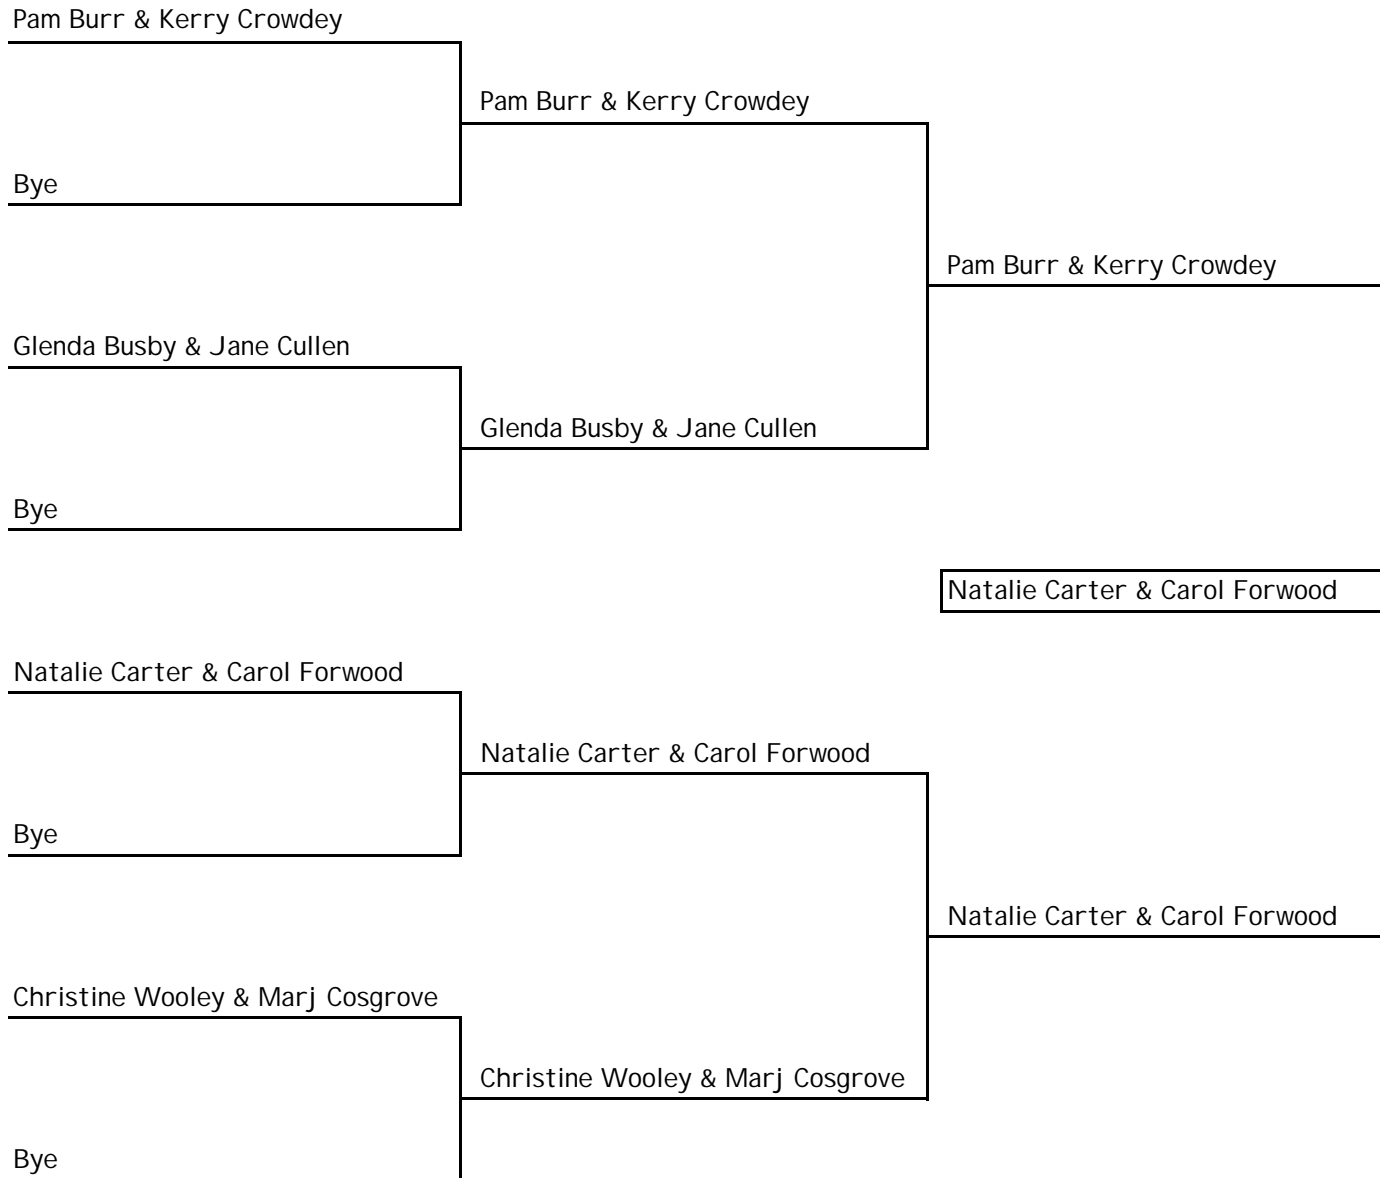 Pam Burr & Kerry Crowdey
Pam Burr & Kerry Crowdey
Bye
Pam Burr & Kerry Crowdey
Glenda Busby & Jane Cullen
Glenda Busby & Jane Cullen
Bye
Natalie Carter & Carol Forwood
Natalie Carter & Carol Forwood
Natalie Carter & Carol Forwood
Bye
Natalie Carter & Carol Forwood
Christine Wooley & Marj Cosgrove
Christine Wooley & Marj Cosgrove
Bye